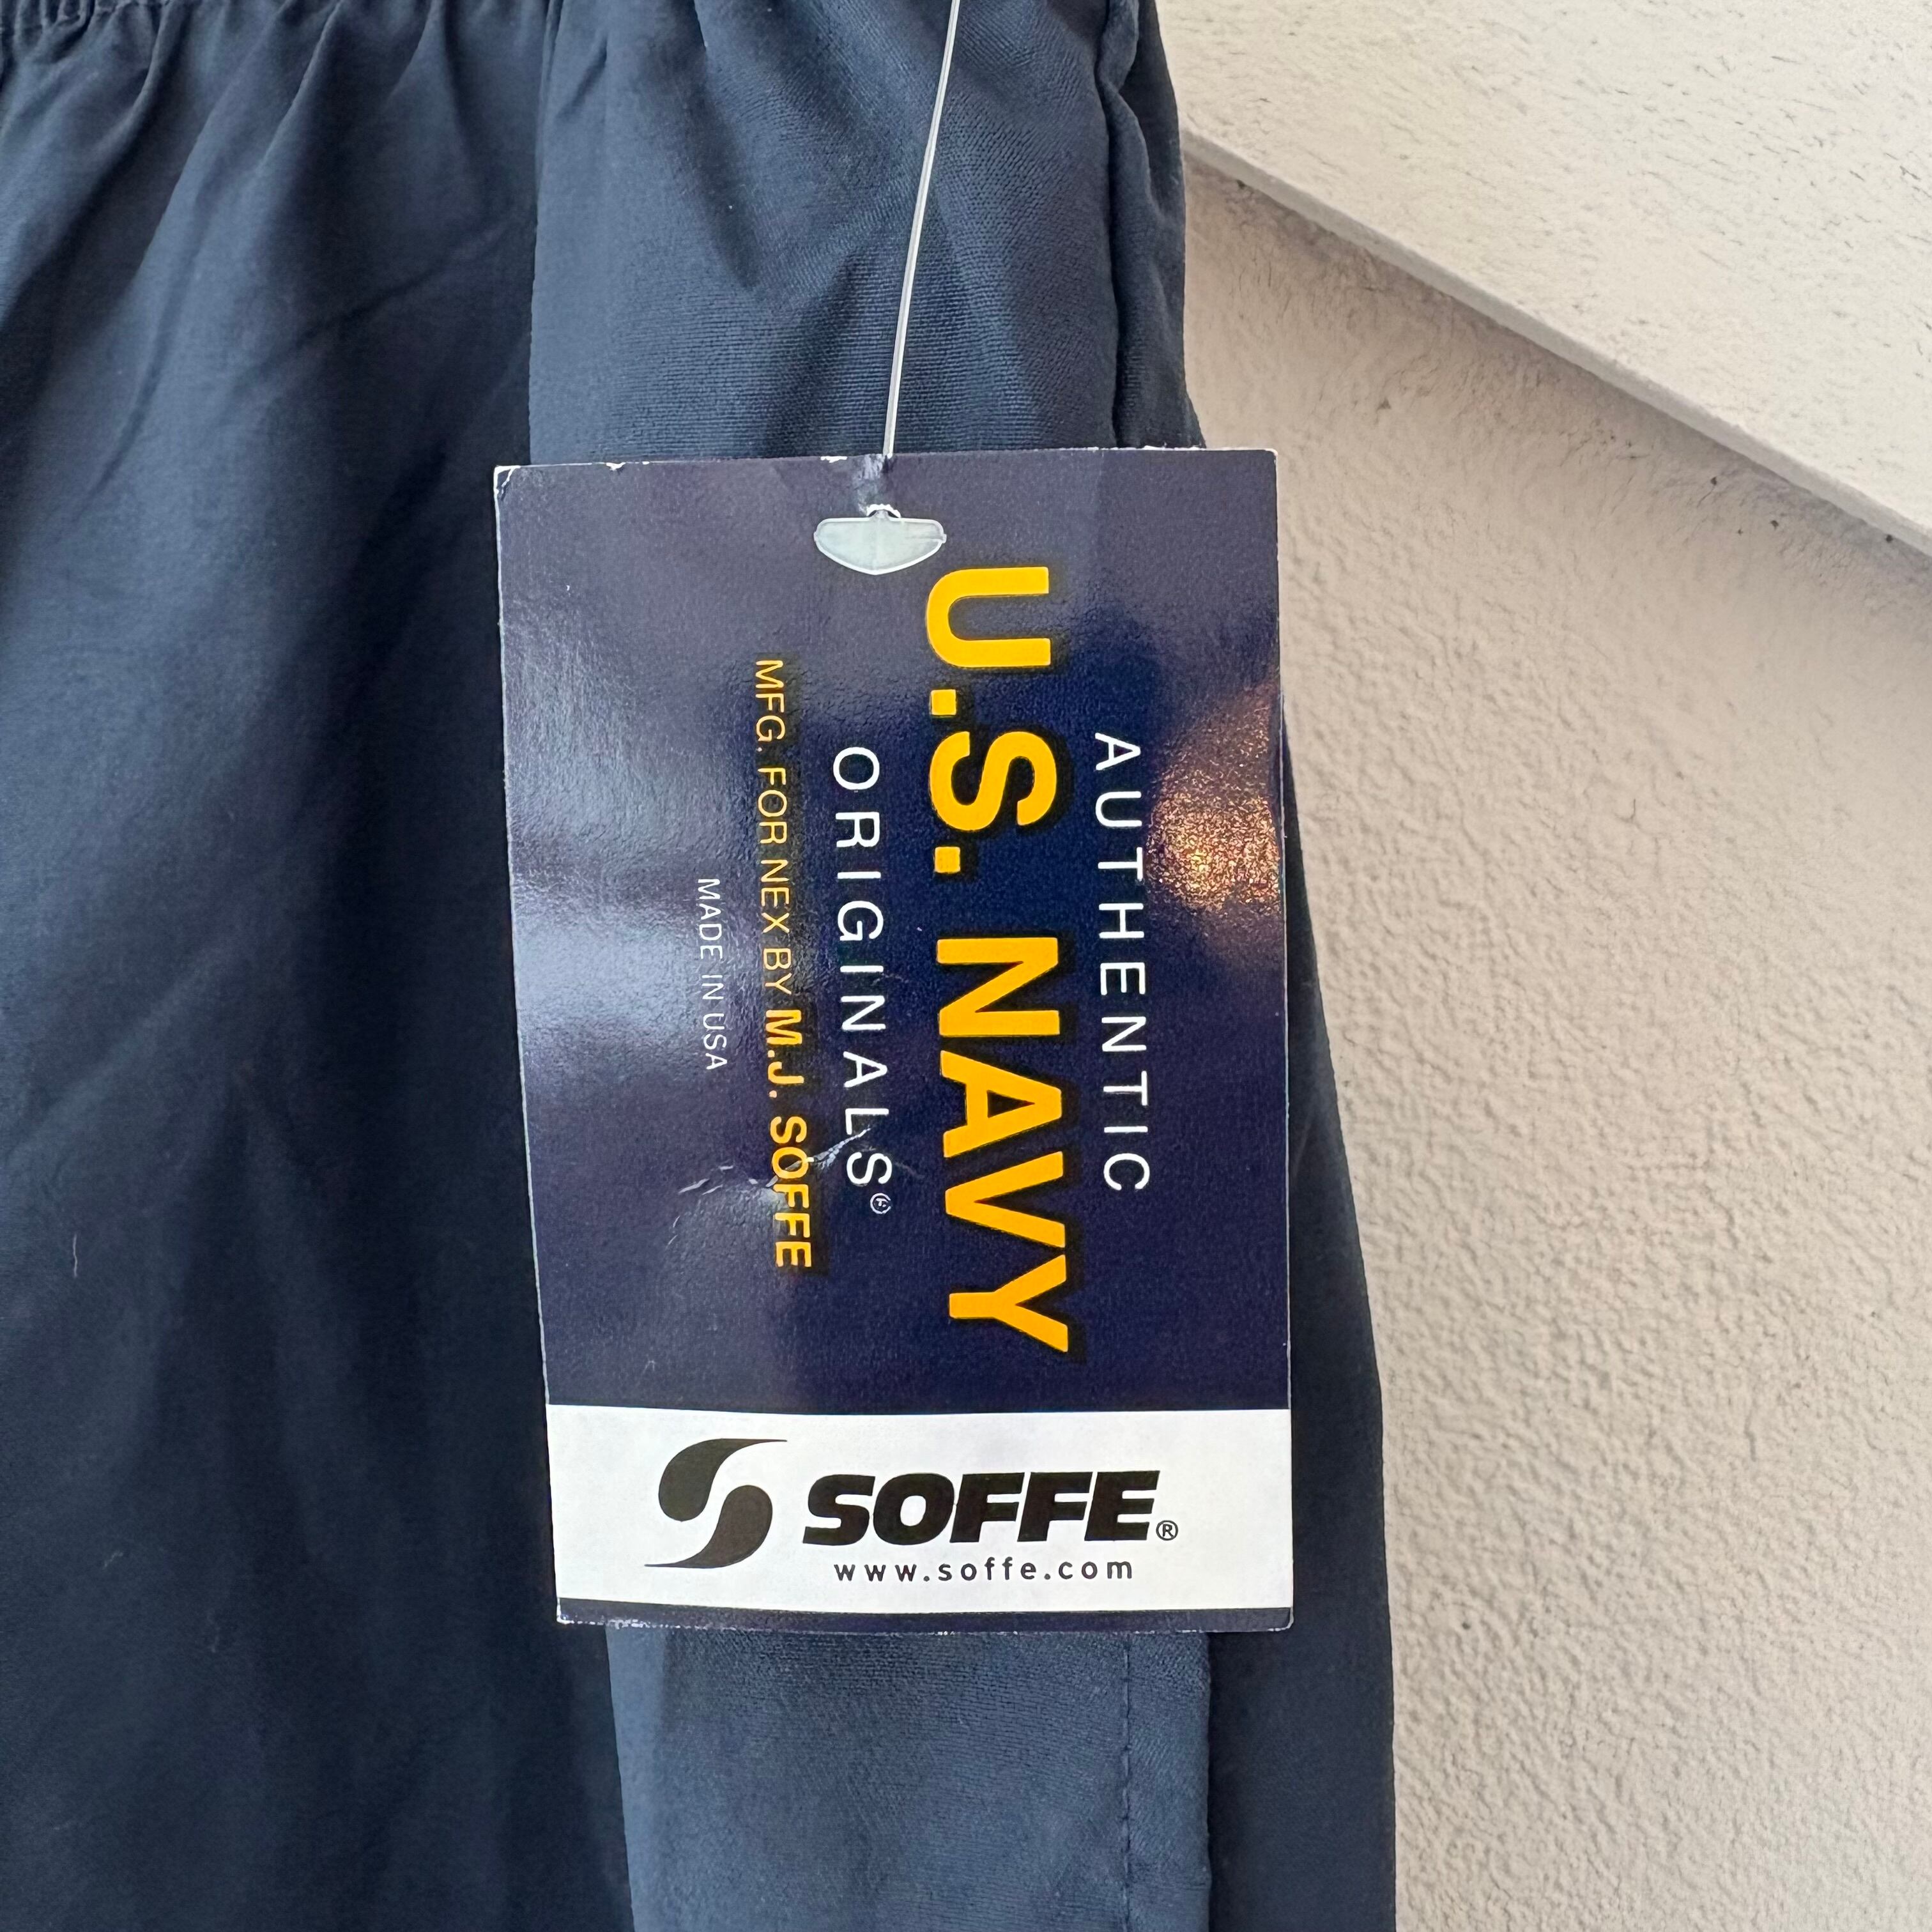 AUTHENTIC
U.S. NAVY
ORIGINALS®
MFG. FOR NEX BY M.J. SOFFE
MADE IN USA
SOFFE®
www.soffe.com